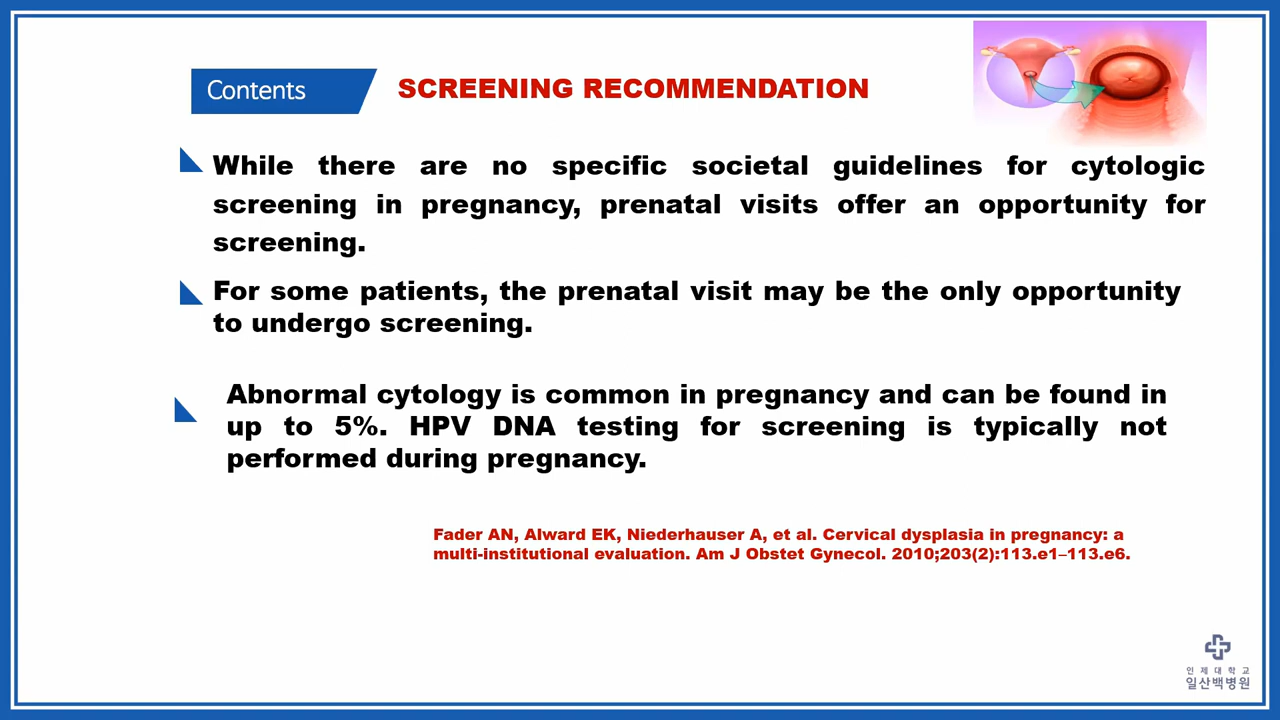 Contents
SCREENING RECOMMENDATION
While there are no specific societal guidelines for cytologic
screening in pregnancy, prenatal visits offer an opportunity for
screening.
For some patients, the prenatal visit may be the only opportunity
to undergo screening.
Abnormal cytology is common in pregnancy and can be found in
up to 5%. HPV DNA testing for screening is typically not
performed during pregnancy.
Fader AN, Alward EK, Niederhauser A, et al. Cervical dysplasia in pregnancy: a
multi-institutional evaluation. Am J Obstet Gynecol. 2010;203(2):113.e1–113.e6.
인 제 대 학 교
일산백병원